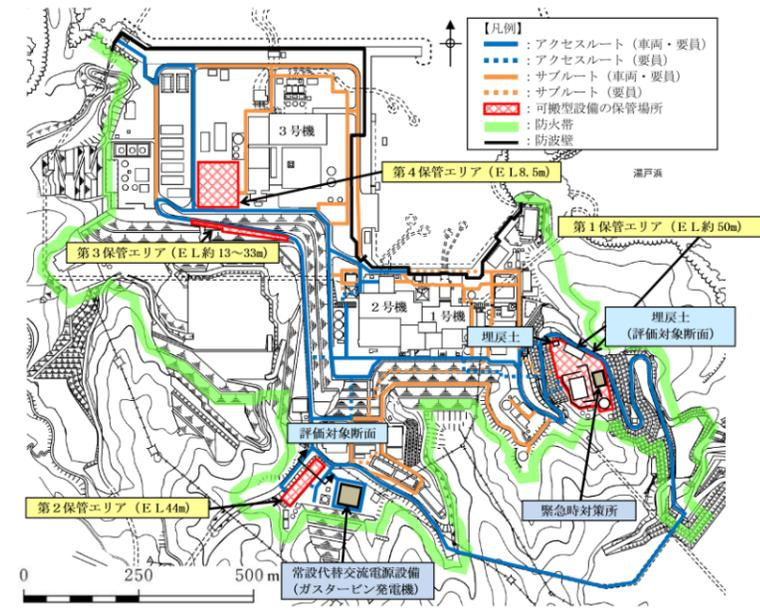 【凡例】
：アクセスルート（車両・要員）
：アクセスルート（要員）
：サブルート（車両・要員）
：サブルート（要員）
：可搬型設備の保管場所
：防火帯
：防波壁
3号機
第4保管エリア（EL8.5m）
湯戸浜
第1保管エリア（EL約50m）
第3保管エリア（EL約13～33m）
2号機
1号機
埋戻土
埋戻土
（評価対象断面）
評価対象断面
第2保管エリア（EL44m）
緊急時対策所
常設代替交流電源設備
（ガスタービン発電機）
0 250 500 m